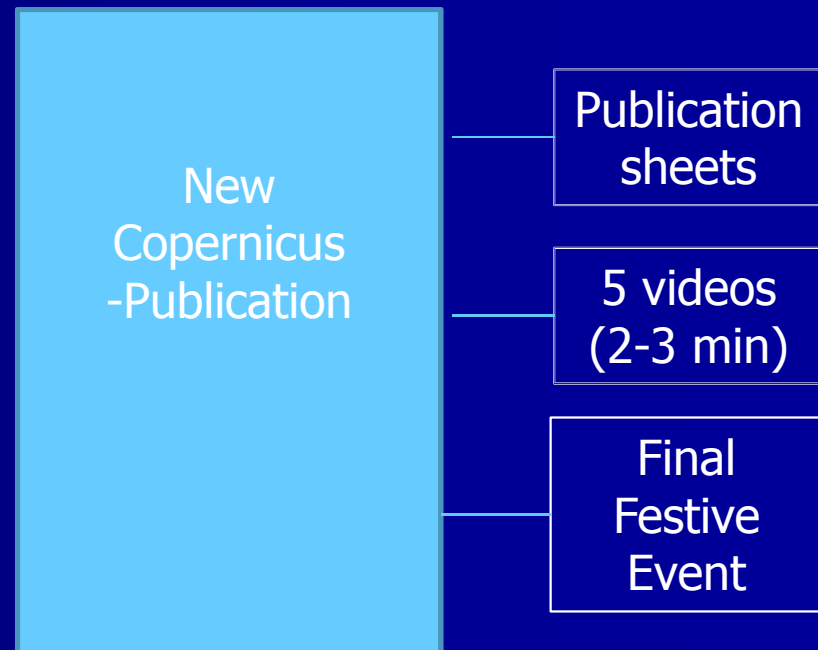 New
Copernicus
-Publication
Publication
sheets
5 videos
(2-3 min)
Final
Festive
Event